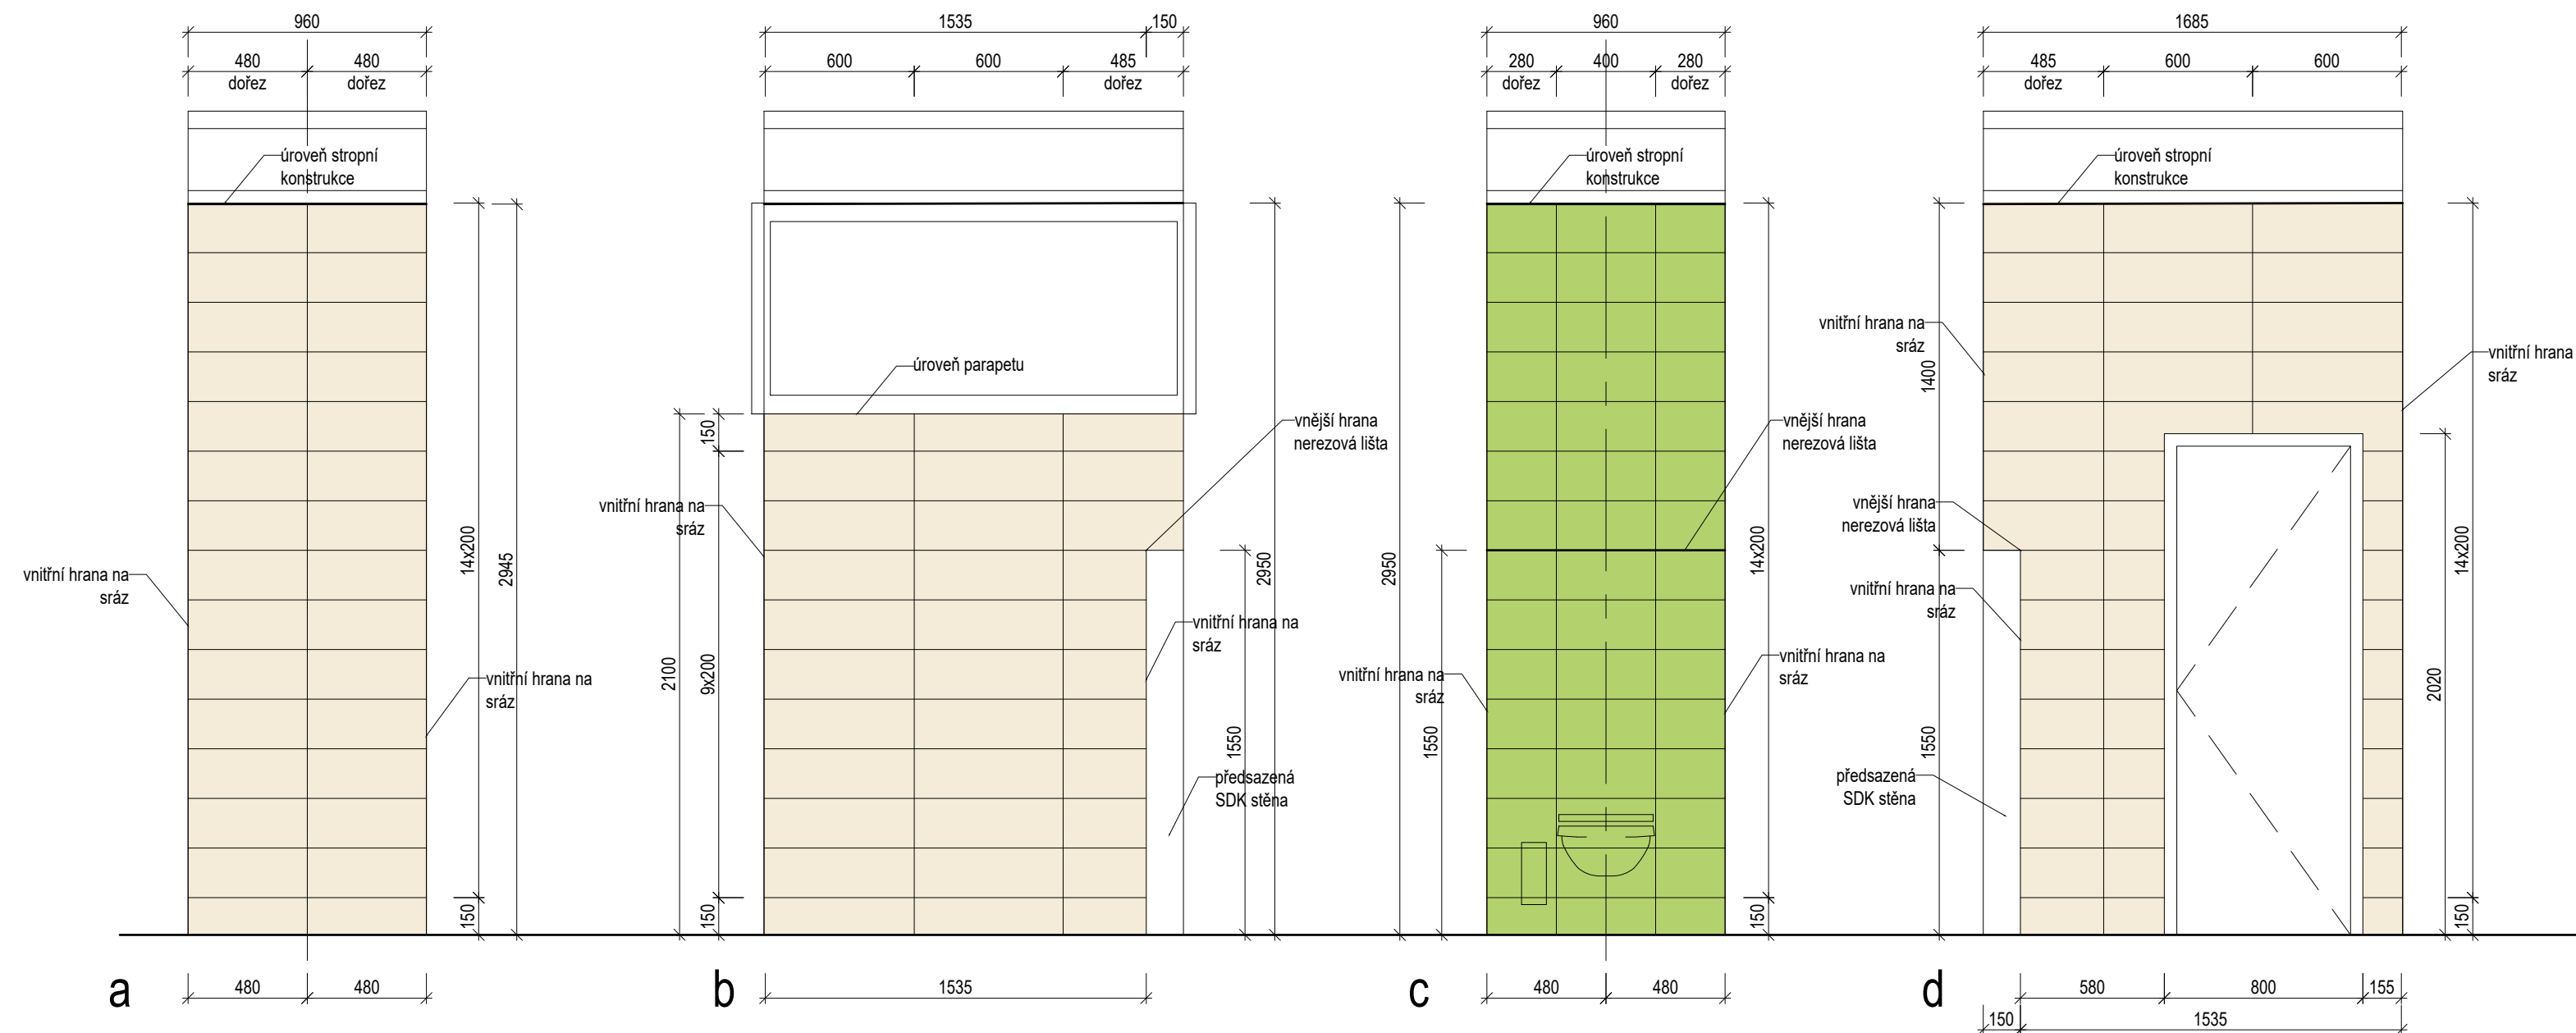 960
480
480
dořez
dořez
úroveň stropní
konstrukce
14x200
2945
150
vnitřní hrana na
sráz
vnitřní hrana na
sráz
a
480
480
1535
150
600
600
485
dořez
úroveň parapetu
150
vnější hrana
nerezová lišta
vnitřní hrana na
sráz
2950
vnitřní hrana na
sráz
2100
9x200
1550
předsazená
SDK stěna
150
b
1535
960
280
400
280
dořez
dořez
úroveň stropní
konstrukce
vnější hrana
nerezová lišta
2950
14x200
vnitřní hrana na
sráz
vnitřní hrana na
sráz
1550
150
c
480
480
1685
485
600
600
dořez
úroveň stropní
konstrukce
vnitřní hrana na
sráz
1400
vnitřní hrana
sráz
vnější hrana
nerezová lišta
14x200
vnitřní hrana na
sráz
2020
1550
předsazená
SDK stěna
150
d
580
800
155
150
1535